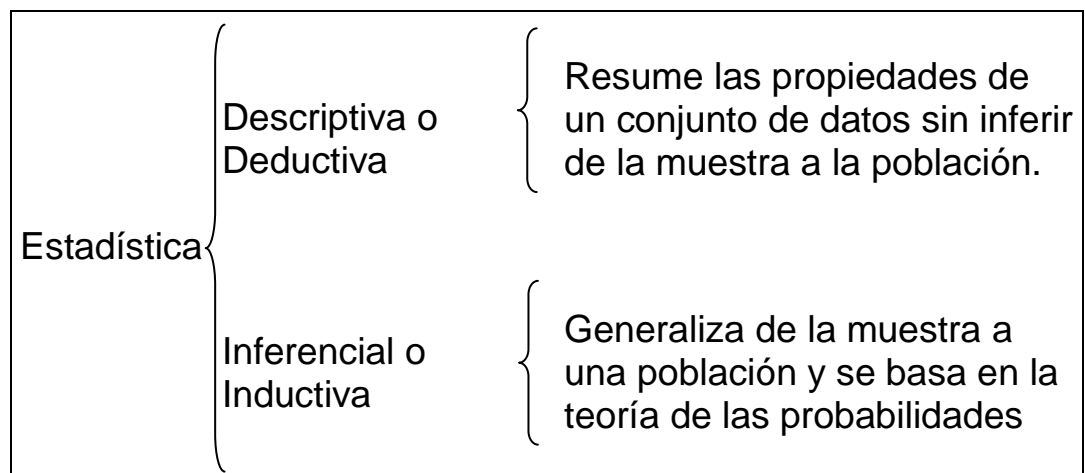 Estadística
Descriptiva o
Deductiva
Resume las propiedades de
un conjunto de datos sin inferir
de la muestra a la población.
Inferencial o
Inductiva
Generaliza de la muestra a
una población y se basa en la
teoría de las probabilidades